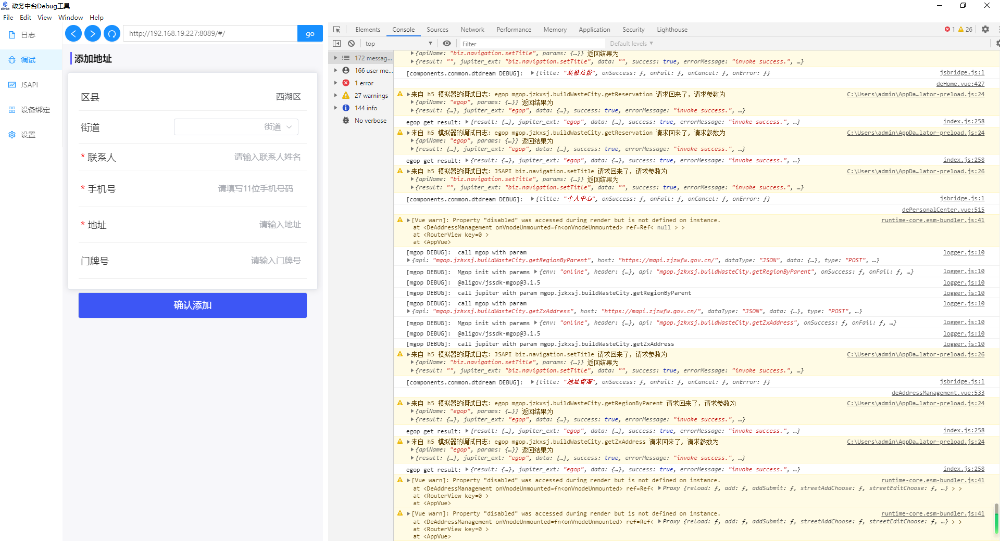 政务中台Debug工具
File Edit View Window Help
日志
调试
JSAPI
设备绑定
设置
http://192.168.19.227:8089/#/
go
添加地址
区县 西湖区
街道 街道
* 联系人 请输入联系人姓名
* 手机号 请填写11位手机号码
* 地址 请输入地址
门牌号 请输入门牌号
确认添加
Elements Console Sources Network Performance Memory Application Security Lighthouse 1 26
top Filter Default levels
172 messag...
166 user me...
1 error
27 warnings
144 info
No verbose
{apiName: "biz.navigation.setTitle", params: {…}} 返回结果为
{result: "", jupiter_ext: "biz.navigation.setTitle", data: "", success: true, errorMessage: "invoke success.", …}
[components.common.dtdream DEBUG]: {title: "装修垃圾", onSuccess: ƒ, onFail: ƒ, onCancel: ƒ, onError: ƒ} jsbridge.js:1
deHome.vue:427
来自 h5 模拟器的调试日志: egop mgop.jzkxsj.buildWasteCity.getReservation 请求回来了, 请求参数为 C:\Users\admin\AppDa…lator-preload.js:24
{apiName: "egop", params: {…}} 返回结果为
{result: {…}, jupiter_ext: "egop", data: {…}, success: true, errorMessage: "invoke success.", …}
egop get result: {result: {…}, jupiter_ext: "egop", data: {…}, success: true, errorMessage: "invoke success.", …} index.js:258
来自 h5 模拟器的调试日志: egop mgop.jzkxsj.buildWasteCity.getReservation 请求回来了, 请求参数为 C:\Users\admin\AppDa…lator-preload.js:24
{apiName: "egop", params: {…}} 返回结果为
{result: {…}, jupiter_ext: "egop", data: {…}, success: true, errorMessage: "invoke success.", …}
egop get result: {result: {…}, jupiter_ext: "egop", data: {…}, success: true, errorMessage: "invoke success.", …} index.js:258
来自 h5 模拟器的调试日志: JSAPI biz.navigation.setTitle 请求回来了, 请求参数为 C:\Users\admin\AppDa…lator-preload.js:26
{apiName: "biz.navigation.setTitle", params: {…}} 返回结果为
{result: "", jupiter_ext: "biz.navigation.setTitle", data: "", success: true, errorMessage: "invoke success.", …}
[components.common.dtdream DEBUG]: {title: "个人中心", onSuccess: ƒ, onFail: ƒ, onCancel: ƒ, onError: ƒ} jsbridge.js:1
dePersonalCenter.vue:515
[Vue warn]: Property "disabled" was accessed during render but is not defined on instance. runtime-core.esm-bundler.js:41
at <DeAddressManagement onVnodeUnmounted=fn<onVnodeUnmounted> ref=Ref< null > >
at <RouterView key=0 >
at <AppVue>
[mgop DEBUG]: call mgop with param logger.js:10
{api: "mgop.jzkxsj.buildWasteCity.getRegionByParent", host: "https://mapi.zjzwfw.gov.cn/", dataType: "JSON", data: {…}, type: "POST", …}
[mgop DEBUG]: Mgop init with params {env: "online", header: {…}, api: "mgop.jzkxsj.buildWasteCity.getRegionByParent", onSuccess: ƒ, onFail: ƒ, …} logger.js:10
[mgop DEBUG]: @aligov/jssdk-mgop@3.1.5 logger.js:10
[mgop DEBUG]: call jupiter with param mgop.jzkxsj.buildWasteCity.getRegionByParent logger.js:10
[mgop DEBUG]: call mgop with param logger.js:10
{api: "mgop.jzkxsj.buildWasteCity.getZxAddress", host: "https://mapi.zjzwfw.gov.cn/", dataType: "JSON", data: {…}, type: "POST", …}
[mgop DEBUG]: Mgop init with params {env: "online", header: {…}, api: "mgop.jzkxsj.buildWasteCity.getZxAddress", onSuccess: ƒ, onFail: ƒ, …} logger.js:10
[mgop DEBUG]: @aligov/jssdk-mgop@3.1.5 logger.js:10
[mgop DEBUG]: call jupiter with param mgop.jzkxsj.buildWasteCity.getZxAddress logger.js:10
来自 h5 模拟器的调试日志: JSAPI biz.navigation.setTitle 请求回来了, 请求参数为 C:\Users\admin\AppDa…lator-preload.js:26
{apiName: "biz.navigation.setTitle", params: {…}} 返回结果为
{result: "", jupiter_ext: "biz.navigation.setTitle", data: "", success: true, errorMessage: "invoke success.", …}
[components.common.dtdream DEBUG]: {title: "地址管理", onSuccess: ƒ, onFail: ƒ, onCancel: ƒ, onError: ƒ} jsbridge.js:1
deAddressManagement.vue:533
来自 h5 模拟器的调试日志: egop mgop.jzkxsj.buildWasteCity.getRegionByParent 请求回来了, 请求参数为 C:\Users\admin\AppDa…lator-preload.js:24
{apiName: "egop", params: {…}} 返回结果为
{result: {…}, jupiter_ext: "egop", data: {…}, success: true, errorMessage: "invoke success.", …}
egop get result: {result: {…}, jupiter_ext: "egop", data: {…}, success: true, errorMessage: "invoke success.", …} index.js:258
来自 h5 模拟器的调试日志: egop mgop.jzkxsj.buildWasteCity.getZxAddress 请求回来了, 请求参数为 C:\Users\admin\AppDa…lator-preload.js:24
{apiName: "egop", params: {…}} 返回结果为
{result: {…}, jupiter_ext: "egop", data: {…}, success: true, errorMessage: "invoke success.", …}
egop get result: {result: {…}, jupiter_ext: "egop", data: {…}, success: true, errorMessage: "invoke success.", …} index.js:258
[Vue warn]: Property "disabled" was accessed during render but is not defined on instance. runtime-core.esm-bundler.js:41
at <DeAddressManagement onVnodeUnmounted=fn<onVnodeUnmounted> ref=Ref< Proxy {reload: ƒ, add: ƒ, addSubmit: ƒ, streetAddChoose: ƒ, streetEditChoose: ƒ, …} > >
at <RouterView key=0 >
at <AppVue>
[Vue warn]: Property "disabled" was accessed during render but is not defined on instance. runtime-core.esm-bundler.js:41
at <DeAddressManagement onVnodeUnmounted=fn<onVnodeUnmounted> ref=Ref< Proxy {reload: ƒ, add: ƒ, addSubmit: ƒ, streetAddChoose: ƒ, streetEditChoose: ƒ, …} > >
at <RouterView key=0 >
at <AppVue>